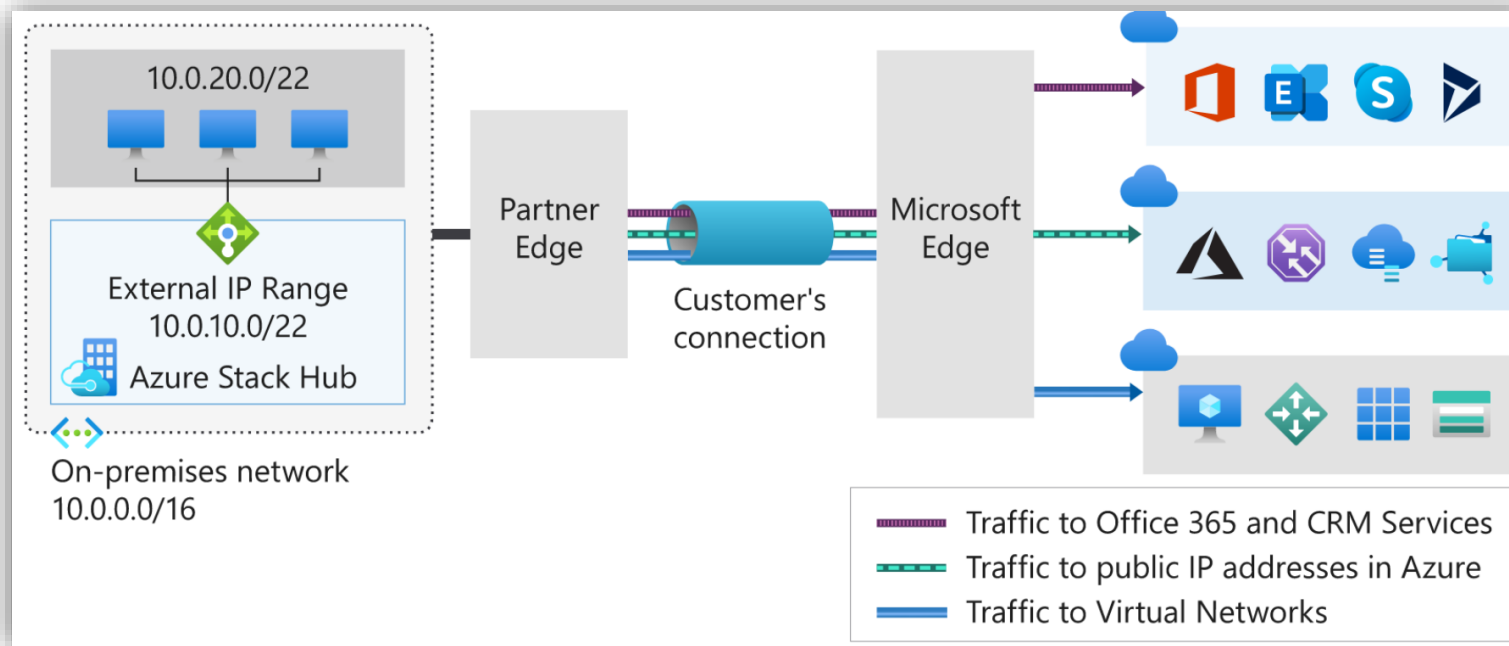 10.0.20.0/22
External IP Range
10.0.10.0/22
Azure Stack Hub
On-premises network
10.0.0.0/16
Partner
Edge
Customer's
connection
Microsoft
Edge
E
S
Traffic to Office 365 and CRM Services
Traffic to public IP addresses in Azure
Traffic to Virtual Networks